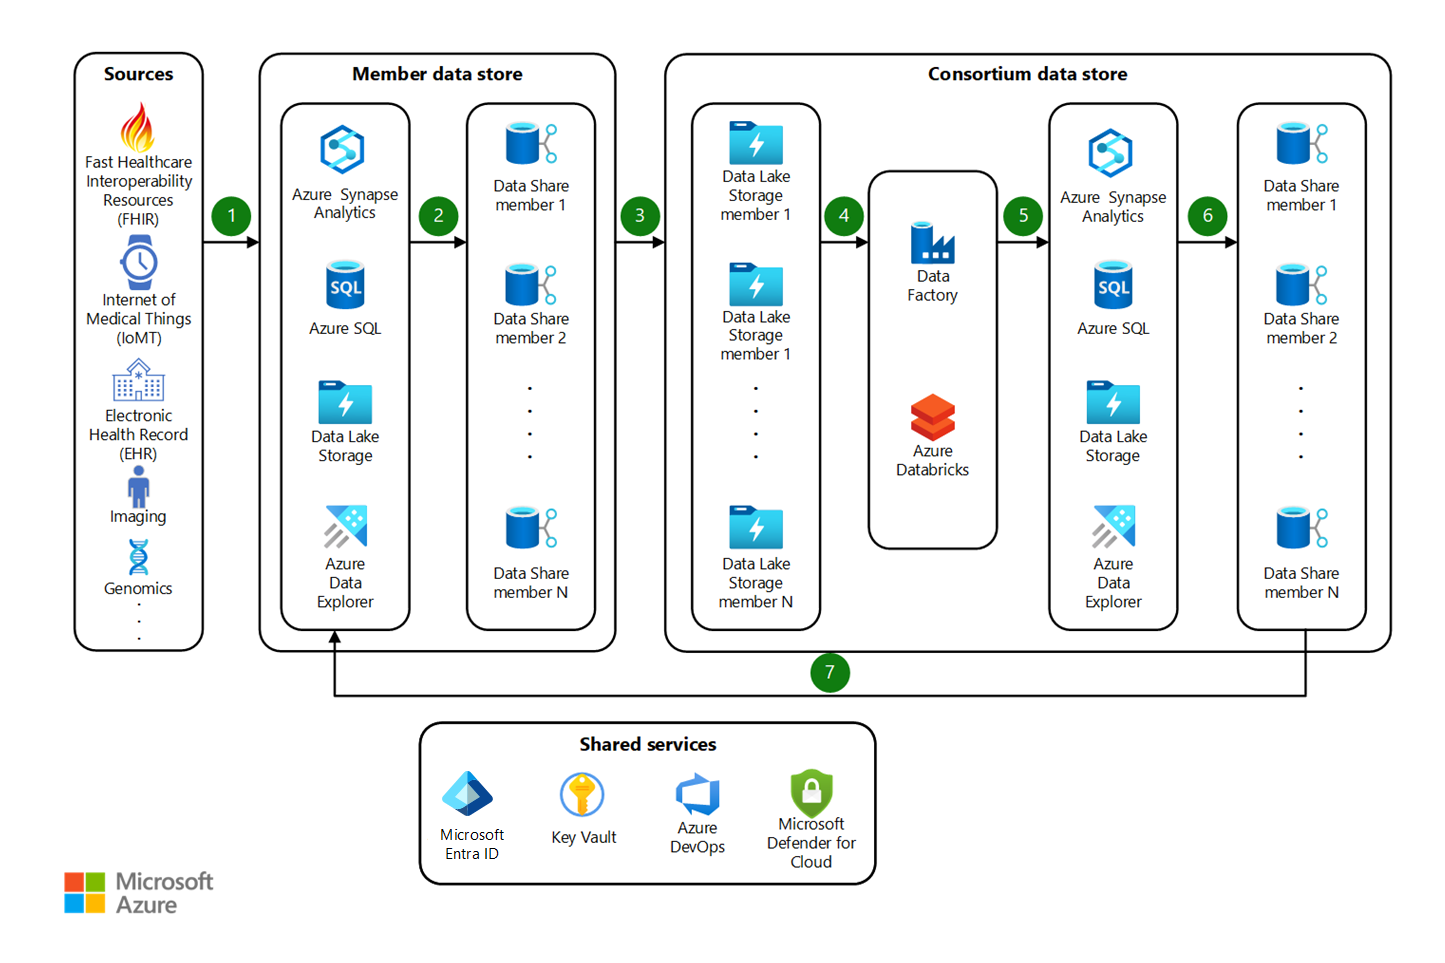 Sources
Fast Healthcare
Interoperability
Resources
(FHIR)
Internet of
Medical Things
(IoMT)
Electronic
Health Record
(EHR)
Imaging
Genomics
1
Member data store
Azure Synapse
Analytics
Azure SQL
Data Lake
Storage
Azure
Data
Explorer
2
Data Share
member 1
Data Share
member 2
Data Share
member N
3
Consortium data store
Data Lake
Storage
member 1
Data Lake
Storage
member 1
Data Lake
Storage
member N
4
Data
Factory
Azure
Databricks
5
Azure Synapse
Analytics
Azure SQL
Data Lake
Storage
Azure
Data
Explorer
6
Data Share
member 1
Data Share
member 2
Data Share
member N
7
Shared services
Microsoft
Entra ID
Key Vault
Azure
DevOps
Microsoft
Defender for
Cloud
Microsoft
Azure
SQL
SQL